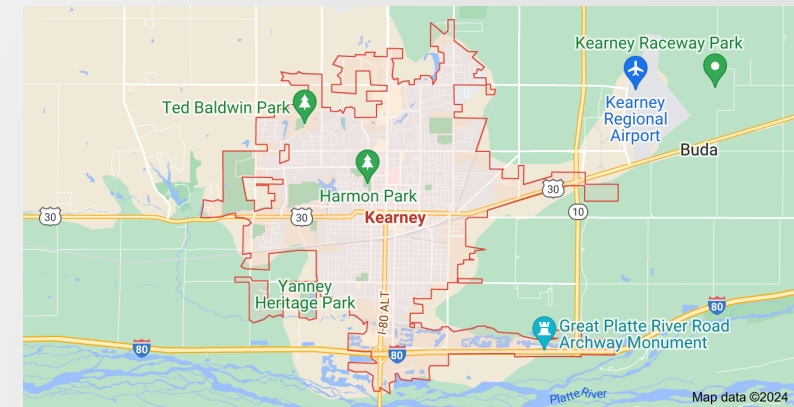 Kearney Raceway Park
Ted Baldwin Park
Kearney
Regional
Airport
Buda
Harmon Park
30
30
30
10
Kearney
Yanney
Heritage Park
I-80 ALT
80
Great Platte River Road
Archway Monument
80
80
Platte River
Map data ©2024